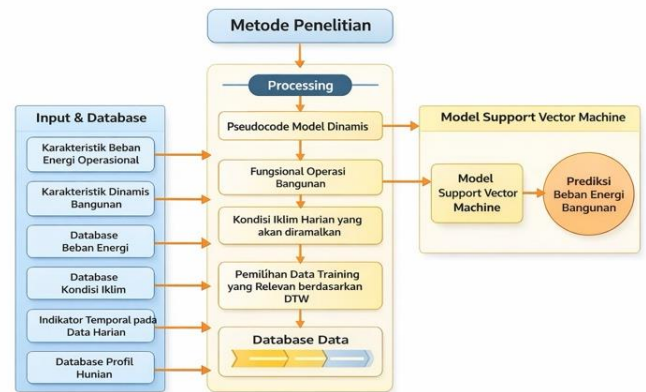 Metode Penelitian
Processing
Input & Database
Karakteristik Beban
Energi Operasional
Karakteristik Dinamis
Bangunan
Database
Beban Energi
Database
Kondisi Iklim
Indikator Temporal pada
Data Harian
Database Profil
Hunian
Pseudocode Model Dinamis
Fungsional Operasi
Bangunan
Kondisi Iklim Harian yang
akan diramalkan
Pemilihan Data Training
yang Relevan berdasarkan
DTW
Database Data
Model Support Vector Machine
Model
Support Vector
Machine
Prediksi
Beban Energi
Bangunan